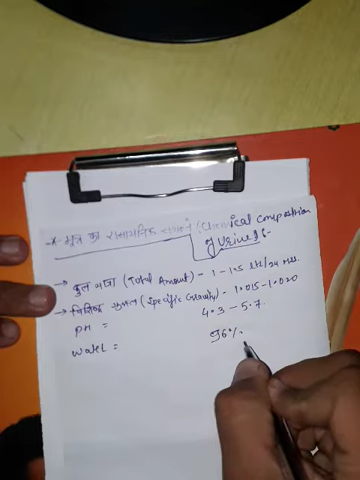 -*- मूत्र का रासायनिक संगठन (Chemical Composition
of Urine) :-
→ कुल मात्रा (Total Amount) - 1-1.5 ltr/24 hrs.
→ विशिष्ट गुरुत्व (Specific Gravity) - 1.015-1.020
PH = 4.3 - 5.7.
Water = 96%.